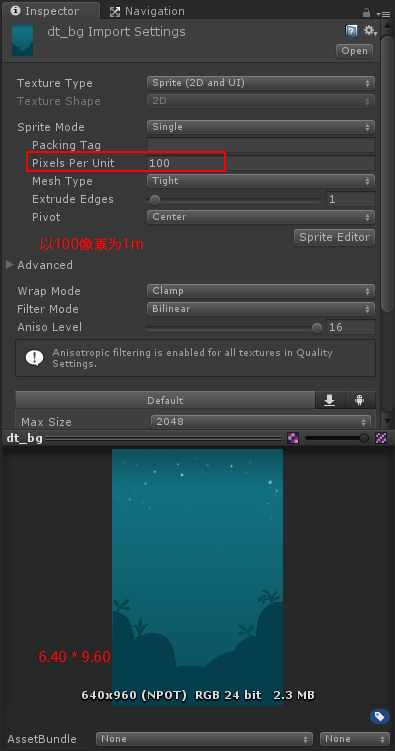 Inspector Navigation
dt_bg Import Settings
Open
Texture Type Sprite (2D and UI)
Texture Shape 2D
Sprite Mode Single
Packing Tag
Pixels Per Unit 100
Mesh Type Tight
Extrude Edges 1
Pivot Center
以100像素为1m
Sprite Editor
Advanced
Wrap Mode Clamp
Filter Mode Bilinear
Aniso Level 16
Anisotropic filtering is enabled for all textures in Quality
Settings.
Default
Max Size 2048
dt_bg
6.40 * 9.60
640x960 (NPOT) RGB 24 bit 2.3 MB
AssetBundle None None